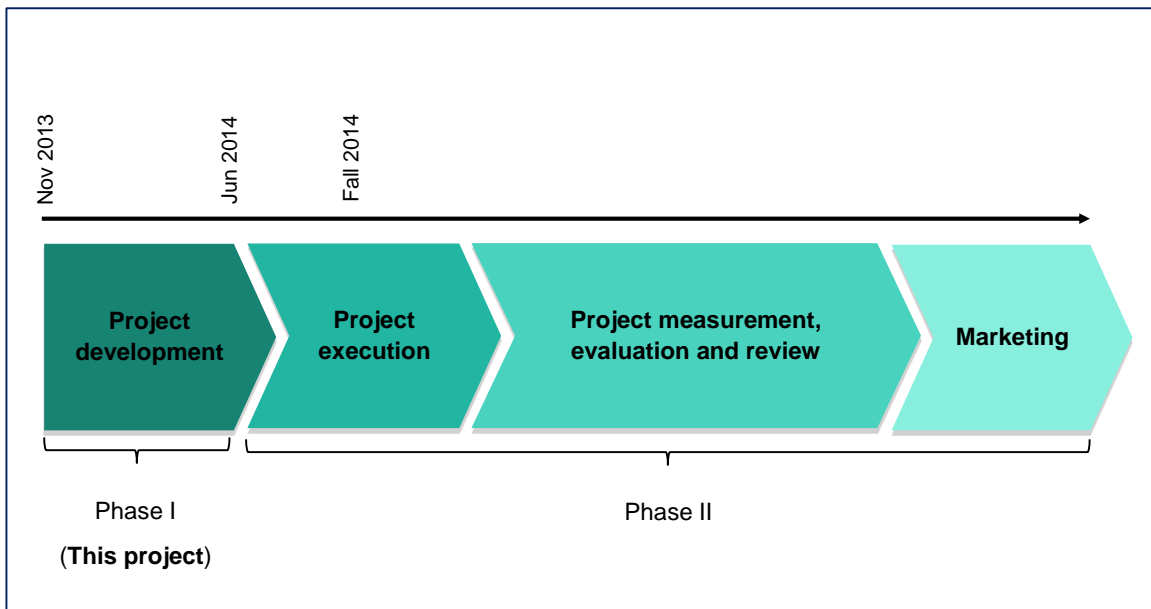 Nov 2013
Jun 2014
Fall 2014
Project
development
Project
execution
Project measurement,
evaluation and review
Marketing
Phase I
(This project)
Phase II